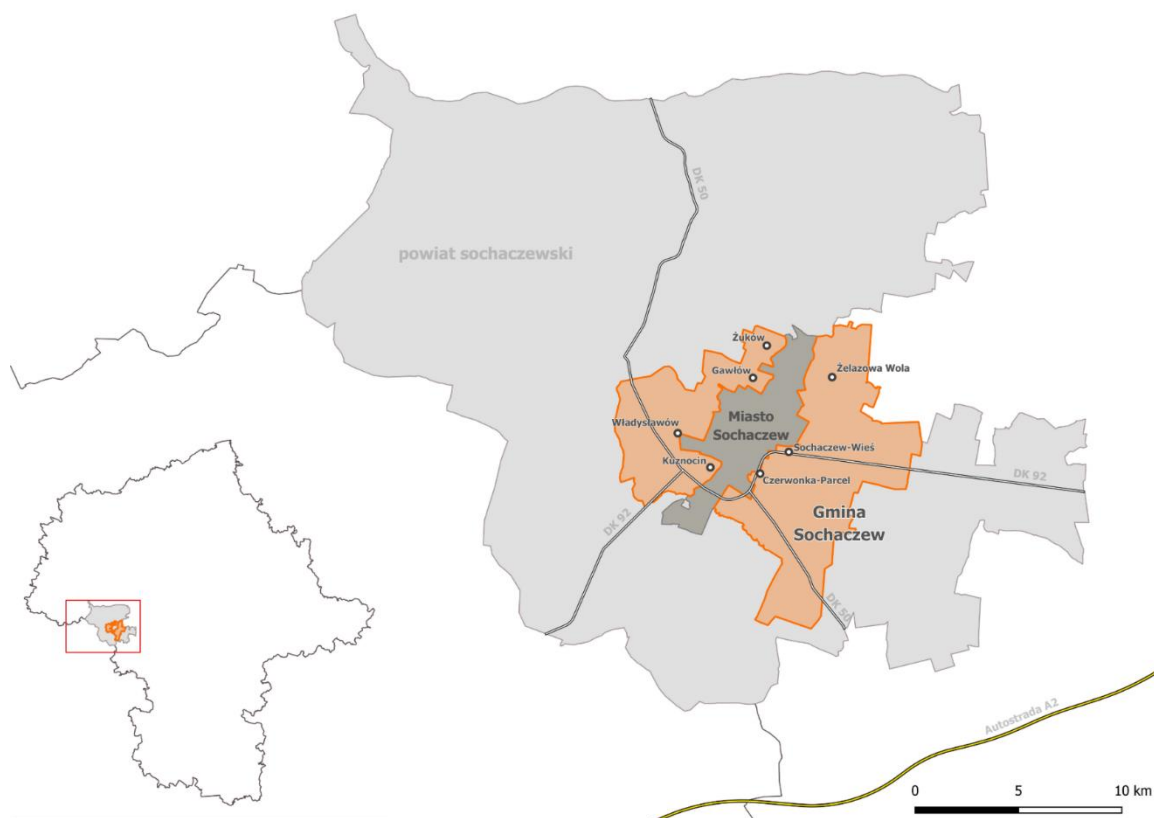 DK 50
powiat sochaczewski
Żuków
Gawłów
Żelazowa Wola
Miasto
Sochaczew
Władysławów
Sochaczew-Wieś
Kuznocin
Czerwonka-Parcel
DK 92
Gmina
Sochaczew
DK 92
DK 50
Autostrada A2
0 5 10 km